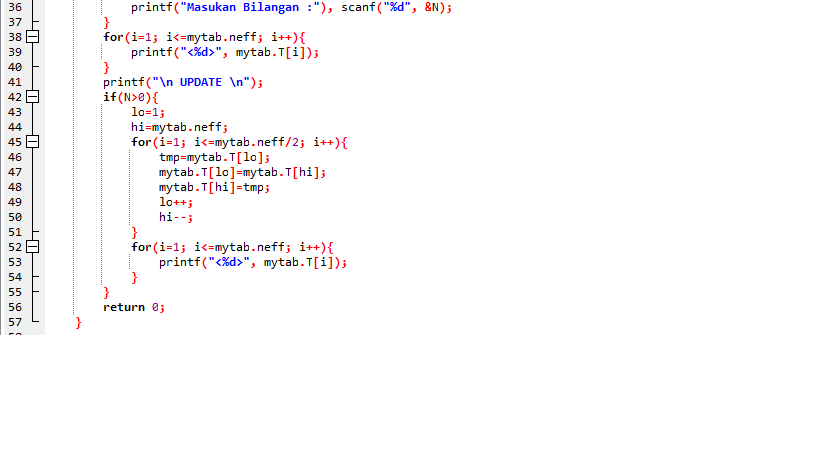 36 printf("Masukan Bilangan :"), scanf("%d", &N);
37 }
38 for(i=1; i<=mytab.neff; i++){
39 printf("<%d>", mytab.T[i]);
40 }
41 printf("\n UPDATE \n");
42 if(N>0){
43 lo=1;
44 hi=mytab.neff;
45 for(i=1; i<=mytab.neff/2; i++){
46 tmp=mytab.T[lo];
47 mytab.T[lo]=mytab.T[hi];
48 mytab.T[hi]=tmp;
49 lo++;
50 hi--;
51 }
52 for(i=1; i<=mytab.neff; i++){
53 printf("<%d>", mytab.T[i]);
54 }
55 }
56 return 0;
57 }